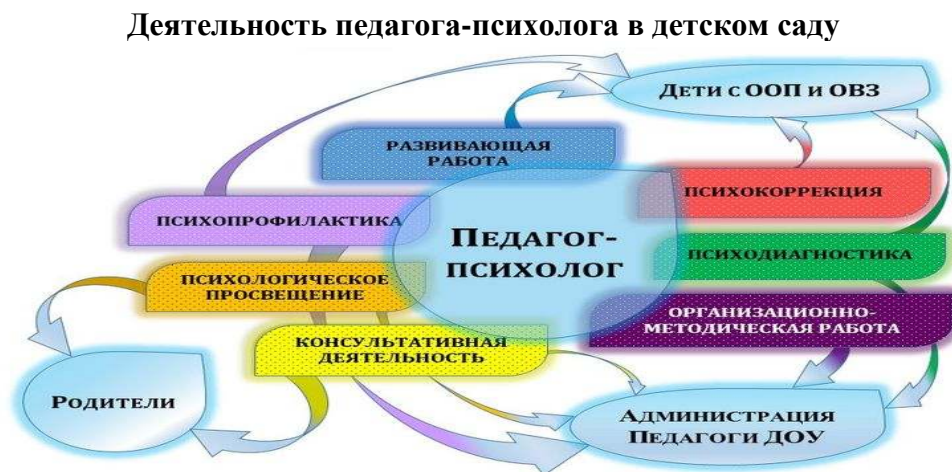 Деятельность педагога-психолога в детском саду
Дети с ООП и ОВЗ
РАЗВИВАЮЩАЯ
РАБОТА
ПСИХОКОРРЕКЦИЯ
ПСИХОПРОФИЛАКТИКА
ПЕДАГОГ-
ПСИХОЛОГ
ПСИХОДИАГНОСТИКА
ПСИХОЛОГИЧЕСКОЕ
ПРОСВЕЩЕНИЕ
ОРГАНИЗАЦИОННО-
МЕТОДИЧЕСКАЯ РАБОТА
КОНСУЛЬТАТИВНАЯ
ДЕЯТЕЛЬНОСТЬ
РОДИТЕЛИ
АДМИНИСТРАЦИЯ
ПЕДАГОГИ ДОУ